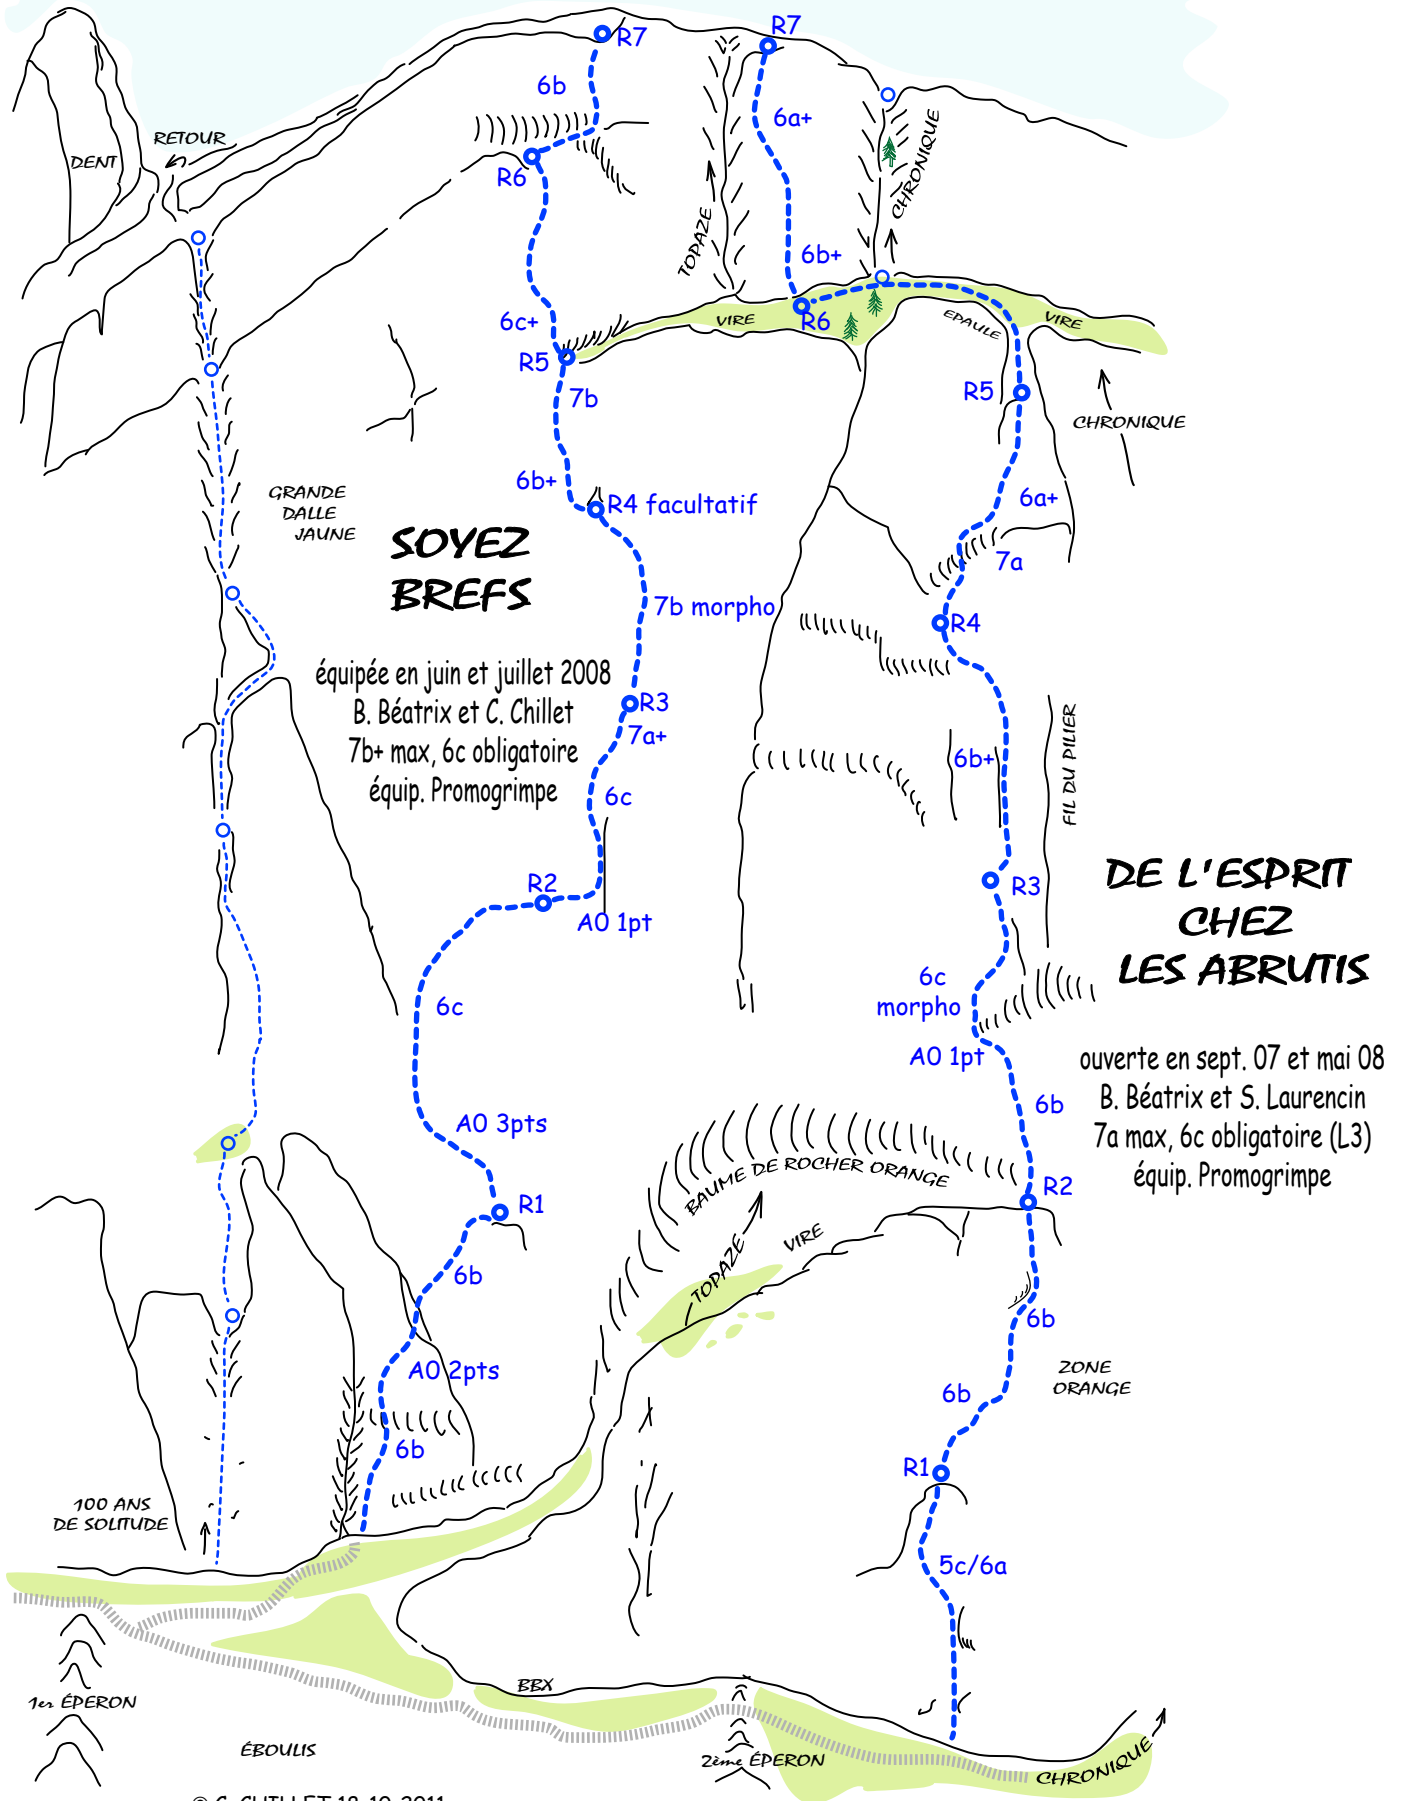 R7
R7
6b
6a+
RETOUR
DENT
CHRONIQUE
R6
TOPAZE
6b+
6c+
VIRE
R6
EPAULE
VIRE
R5
7b
R5
CHRONIQUE
6b+
R4 facultatif
6a+
GRANDE
DALLE
JAUNE
SOYEZ
BREFS
7a
7b morpho
R4
équipée en juin et juillet 2008
B. Béatrix et C. Chillet
7b+ max, 6c obligatoire
équip. Promogrimpe
R3
7a+
6c
6b+
FIL DU PILIER
R2
A0 1pt
R3
DE L'ESPRIT
CHEZ
LES ABRUTIS
6c
6c
morpho
A0 1pt
ouverte en sept. 07 et mai 08
B. Béatrix et S. Laurencin
7a max, 6c obligatoire (L3)
équip. Promogrimpe
6b
A0 3pts
BAUME DE ROCHER ORANGE
R2
R1
TOPAZE
VIRE
6b
6b
A0 2pts
ZONE
ORANGE
6b
6b
R1
100 ANS
DE SOLITUDE
5c/6a
BBX
1er ÉPERON
ÉBOULIS
2ème ÉPERON
CHRONIQUE
© C. CHILLET 18-10-2011